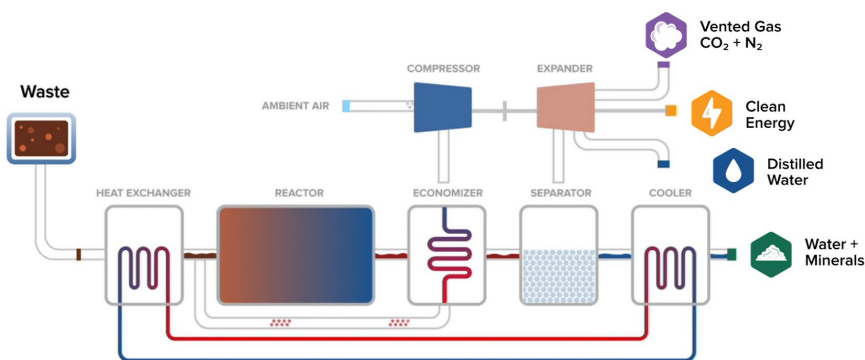 Vented Gas
CO₂ + N₂
COMPRESSOR
EXPANDER
Waste
AMBIENT AIR
Clean
Energy
Distilled
Water
HEAT EXCHANGER
REACTOR
ECONOMIZER
SEPARATOR
COOLER
Water +
Minerals